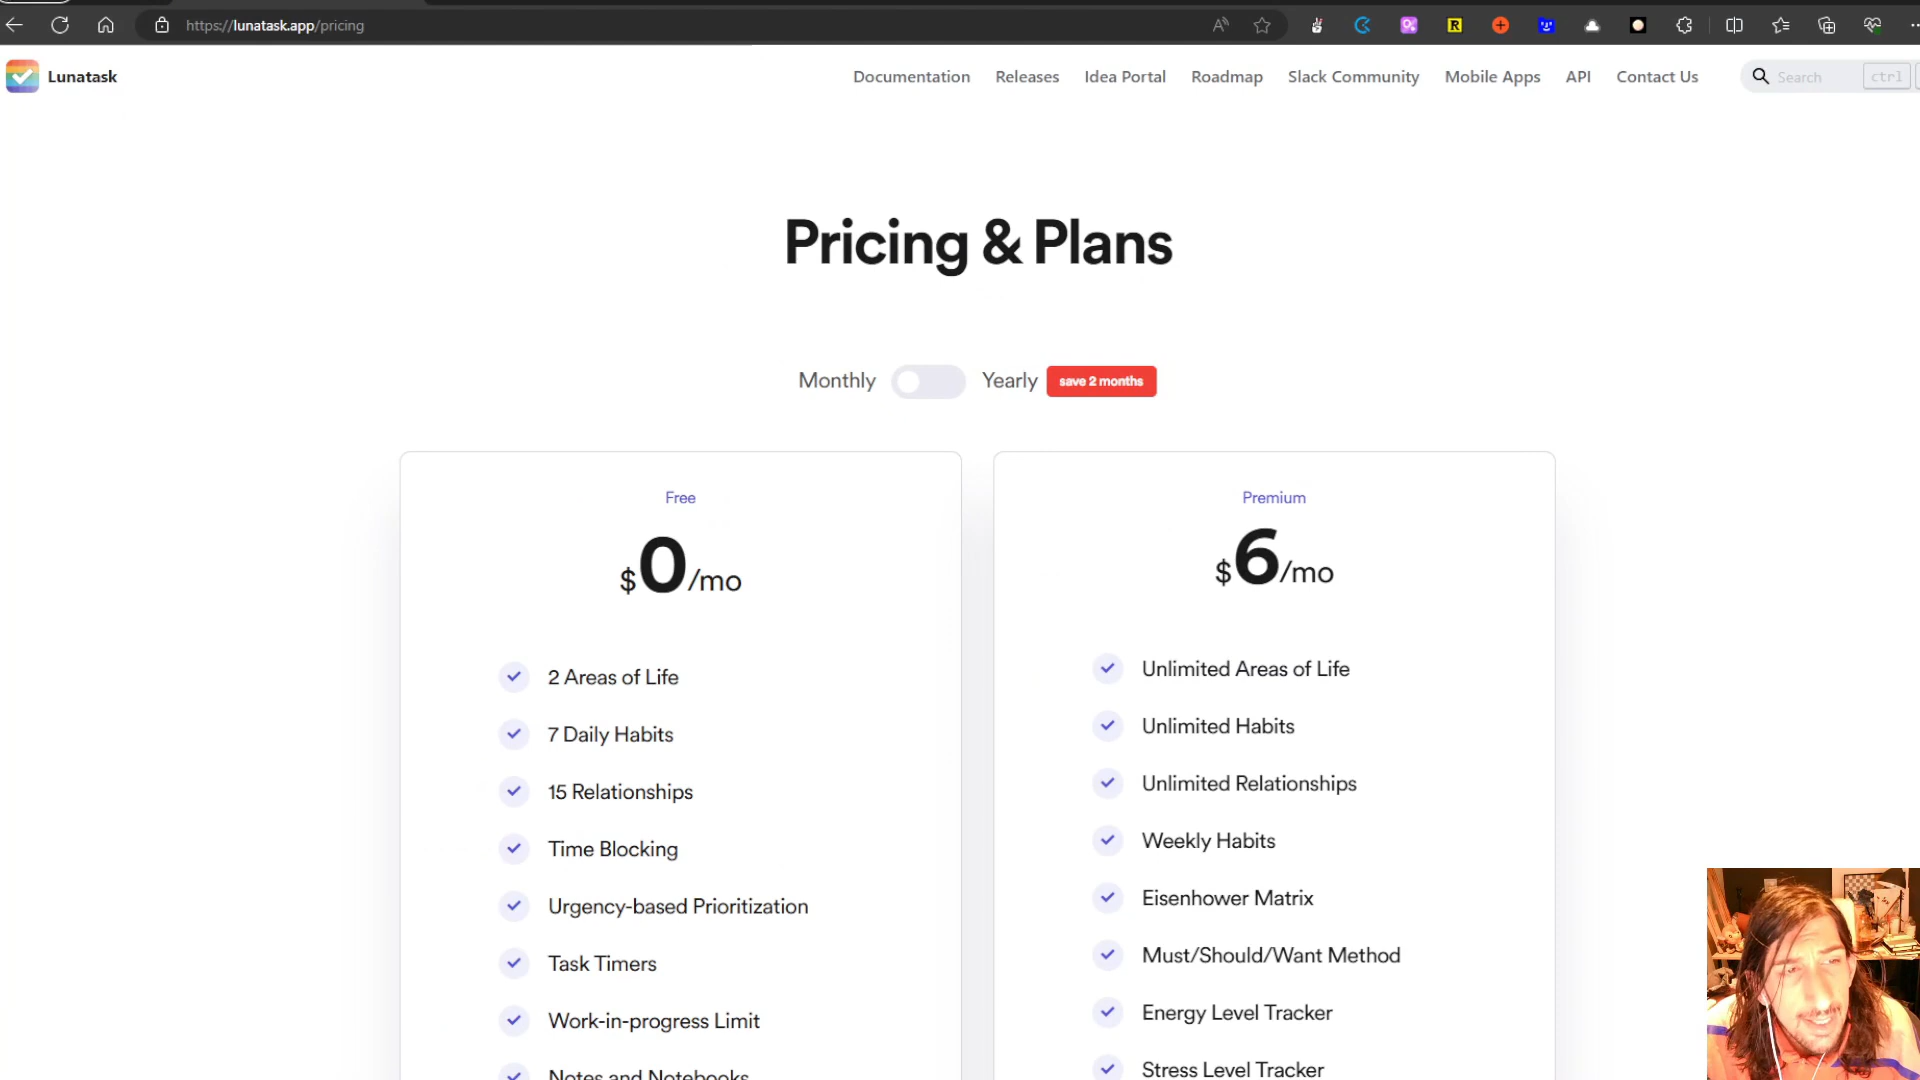 https://lunatask.app/pricing
Lunatask
Documentation
Releases
Idea Portal
Roadmap
Slack Community
Mobile Apps
API
Contact Us
Search
ctrl
Pricing & Plans
Monthly
Yearly
save 2 months
Free
$0/mo
2 Areas of Life
7 Daily Habits
15 Relationships
Time Blocking
Urgency-based Prioritization
Task Timers
Work-in-progress Limit
Notes and Notebooks
Premium
$6/mo
Unlimited Areas of Life
Unlimited Habits
Unlimited Relationships
Weekly Habits
Eisenhower Matrix
Must/Should/Want Method
Energy Level Tracker
Stress Level Tracker